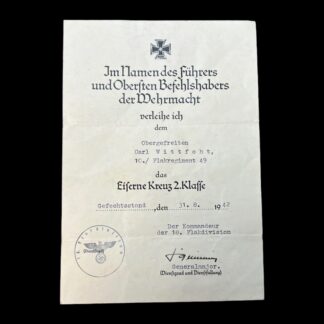 Im Namen des Führers
und Obersten Befehlshabers
der Wehrmacht
verleihe ich
dem
Obergefreiten
Carl Wittfoht,
10./ Flakregiment 49
das
Eiserne Kreuz 2.Klasse
Gefechtsstand ,den 31. 8. 1942
Der Kommandeur
der 10. Flakdivision
Generalmajor.
(Dienstgrad und Dienststellung)
(Dienstsiegel)